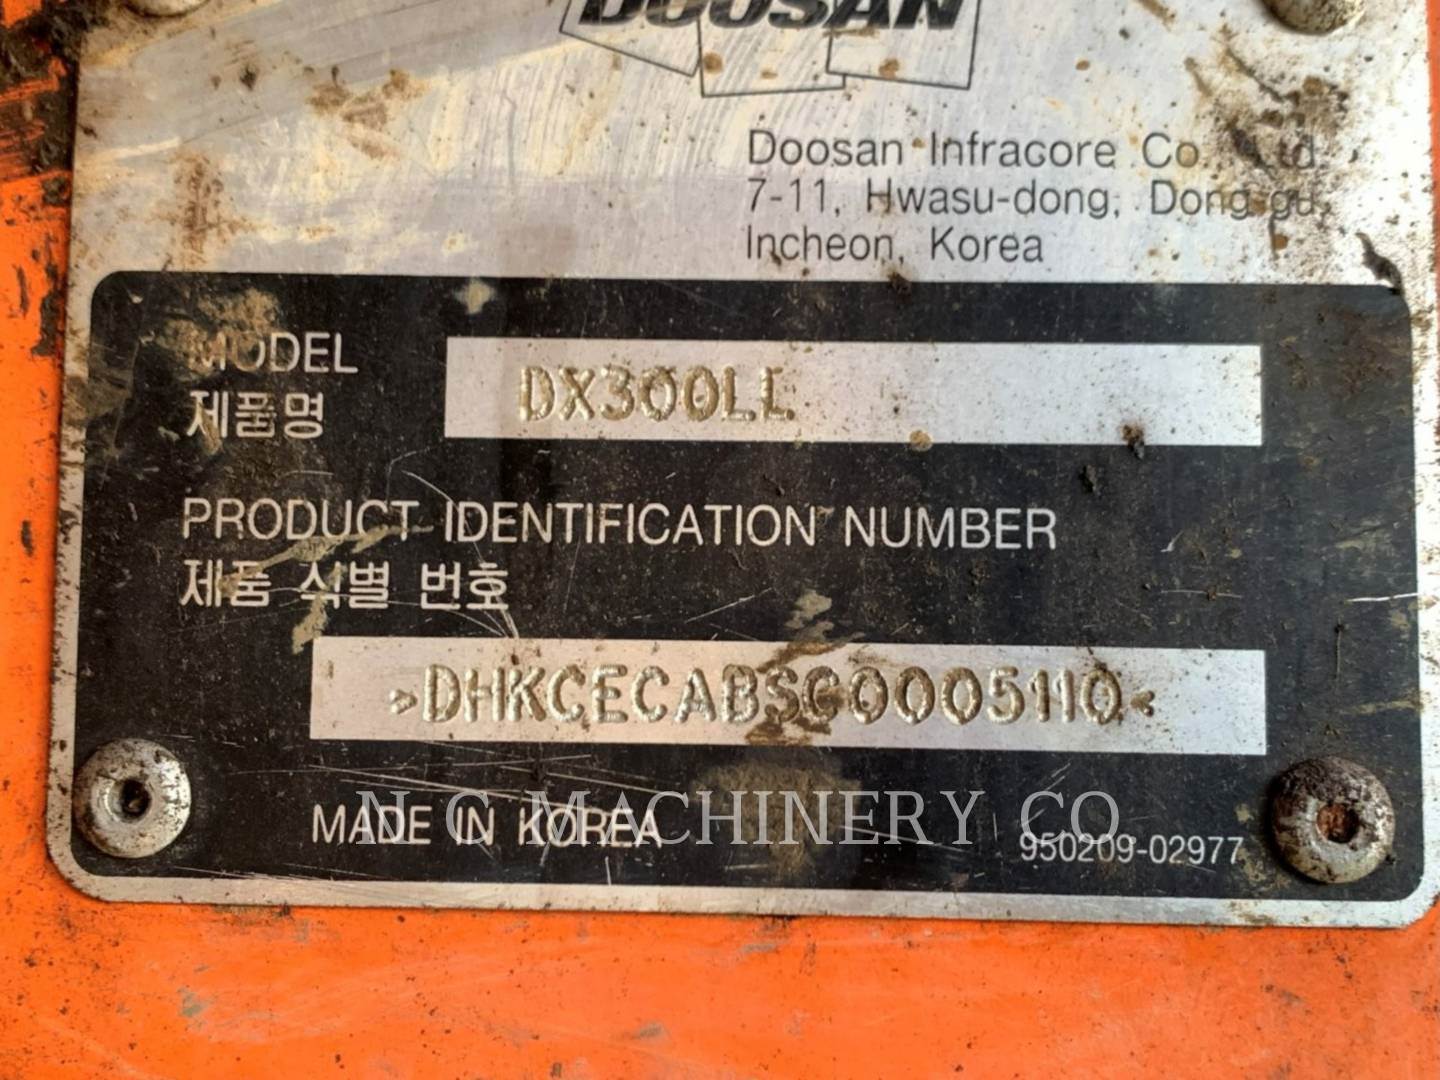 DOOSAN
Doosan Infracore Co., Ltd.
7-11, Hwasu-dong, Dong-gu,
Incheon, Korea
MODEL
DX300LL
제품명
PRODUCT IDENTIFICATION NUMBER
제품 식별 번호
>DHKCECABSG0005110<
MADE IN KOREA
N C MACHINERY CO
950209-02977